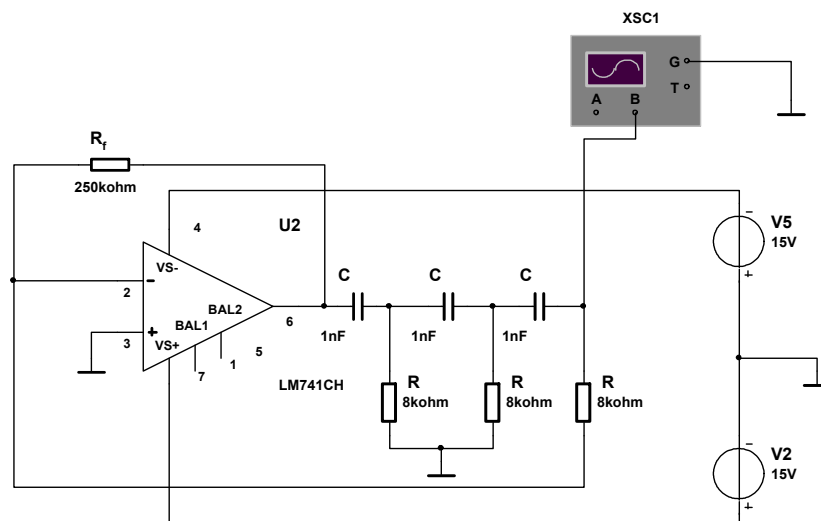 XSC1
G
T
A B
R_f
250kohm
4
U2
V5
15V
VS-
2
BAL2
BAL1
6
3
VS+
1
5
7
C
C
C
1nF
1nF
1nF
LM741CH
R
8kohm
R
8kohm
R
8kohm
V2
15V